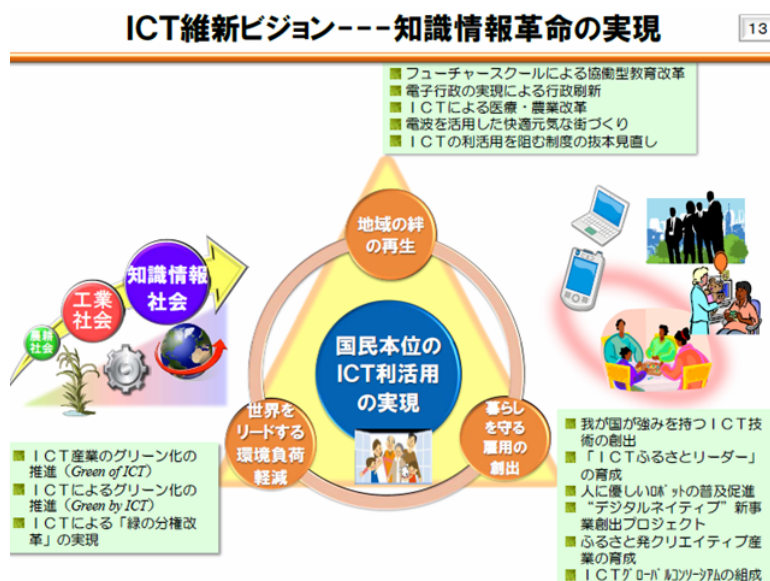 ICT維新ビジョン---知識情報革命の実現
13
フューチャースクールによる協働型教育改革
電子行政の実現による行政刷新
ＩＣＴによる医療・農業改革
電波を活用した快適元気な街づくり
ＩＣＴの利活用を阻む制度の抜本見直し
地域の絆
の再生
知識情報
社会
工業
社会
農耕
社会
国民本位の
ICT利活用
の実現
世界を
リードする
環境負荷
軽減
暮らし
を守る
雇用の
創出
ＩＣＴ産業のグリーン化の
推進（Green of ICT）
ＩＣＴによるグリーン化の
推進（Green by ICT）
ＩＣＴによる「緑の分権改
革」の実現
我が国が強みを持つＩＣＴ技
術の創出
「ＩＣＴふるさとリーダー」
の育成
人に優しいﾛﾎﾞｯﾄの普及促進
“デジタルネイティブ”新事
業創出プロジェクト
ふるさと発クリエイティブ産
業の育成
ＩＣＴｸﾞﾛｰﾊﾞﾙｺﾝｿｰｼｱﾑの組成